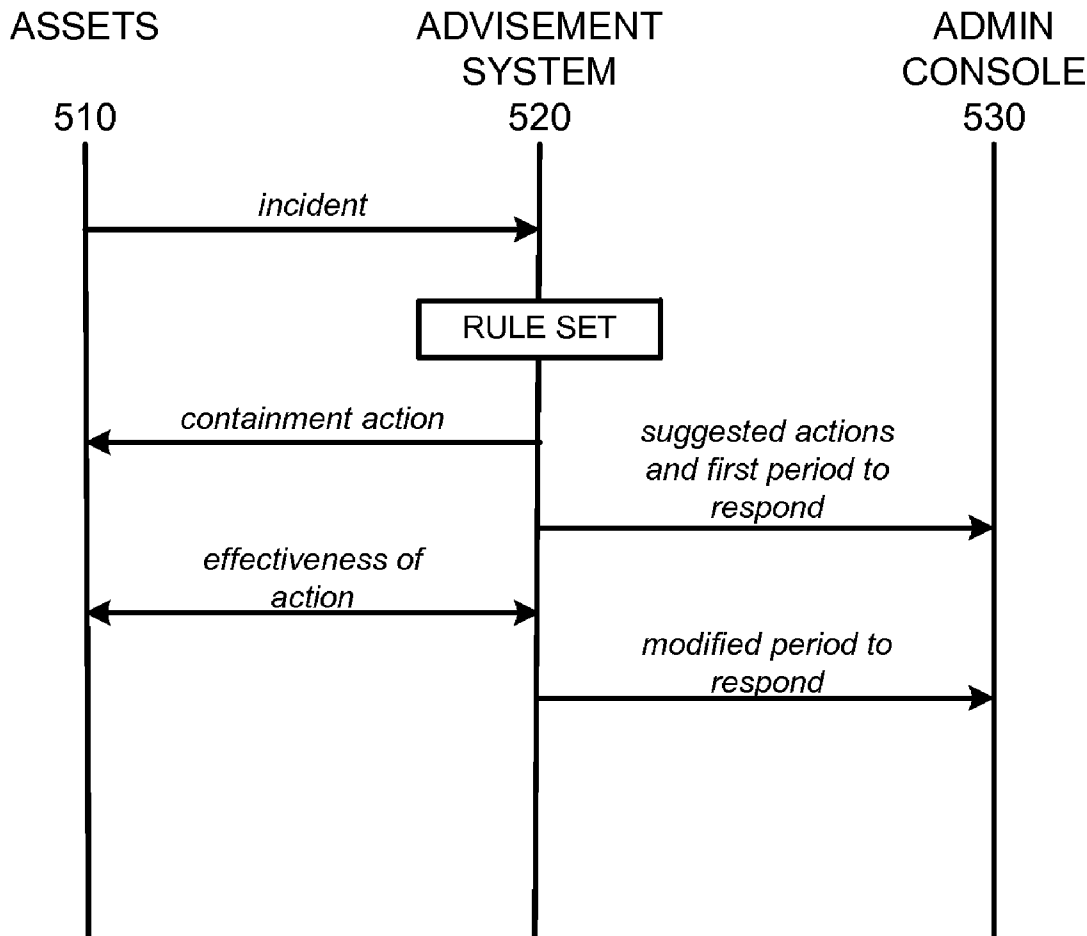 ASSETS
510
ADVISEMENT
SYSTEM
520
ADMIN
CONSOLE
530
incident
RULE SET
containment action
suggested actions
and first period to
respond
effectiveness of
action
modified period to
respond